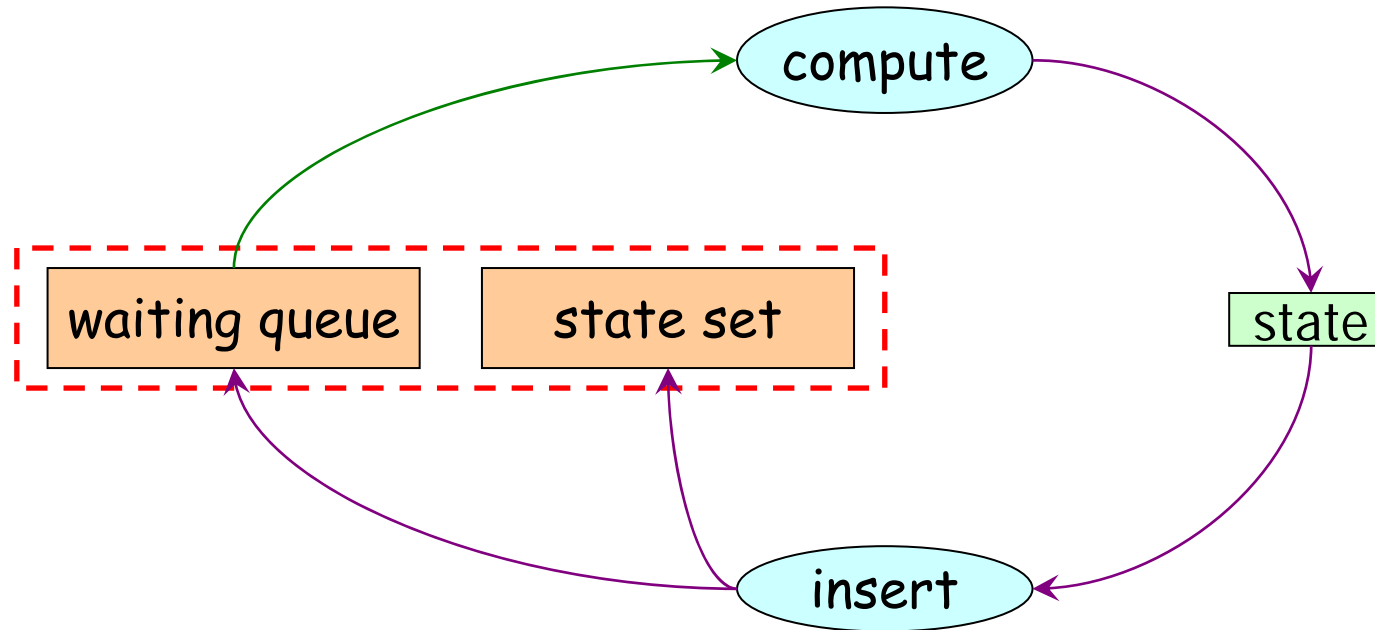 compute
waiting queue
state set
state
insert